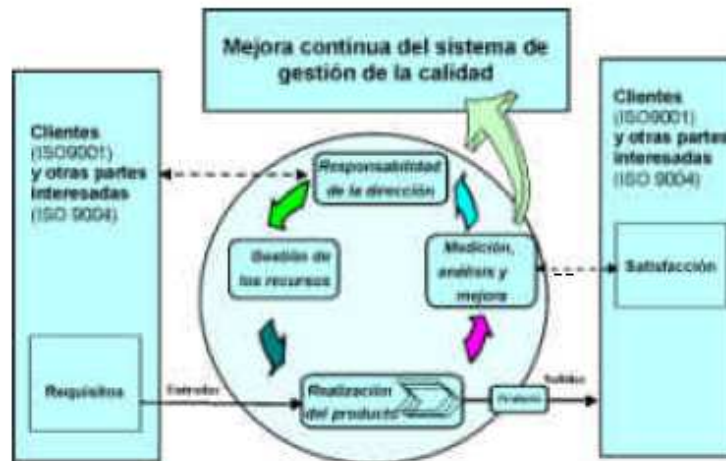 Mejora continua del sistema de
gestión de la calidad
Clientes
(ISO9001)
y otras partes
interesadas
(ISO 9004)
Requisitos
Entradas
Responsabilidad
de la dirección
Gestión de
los recursos
Medición,
análisis y
mejora
Realización
del producto
Producto
Salidas
Clientes
(ISO9001)
y otras partes
interesadas
(ISO 9004)
Satisfacción